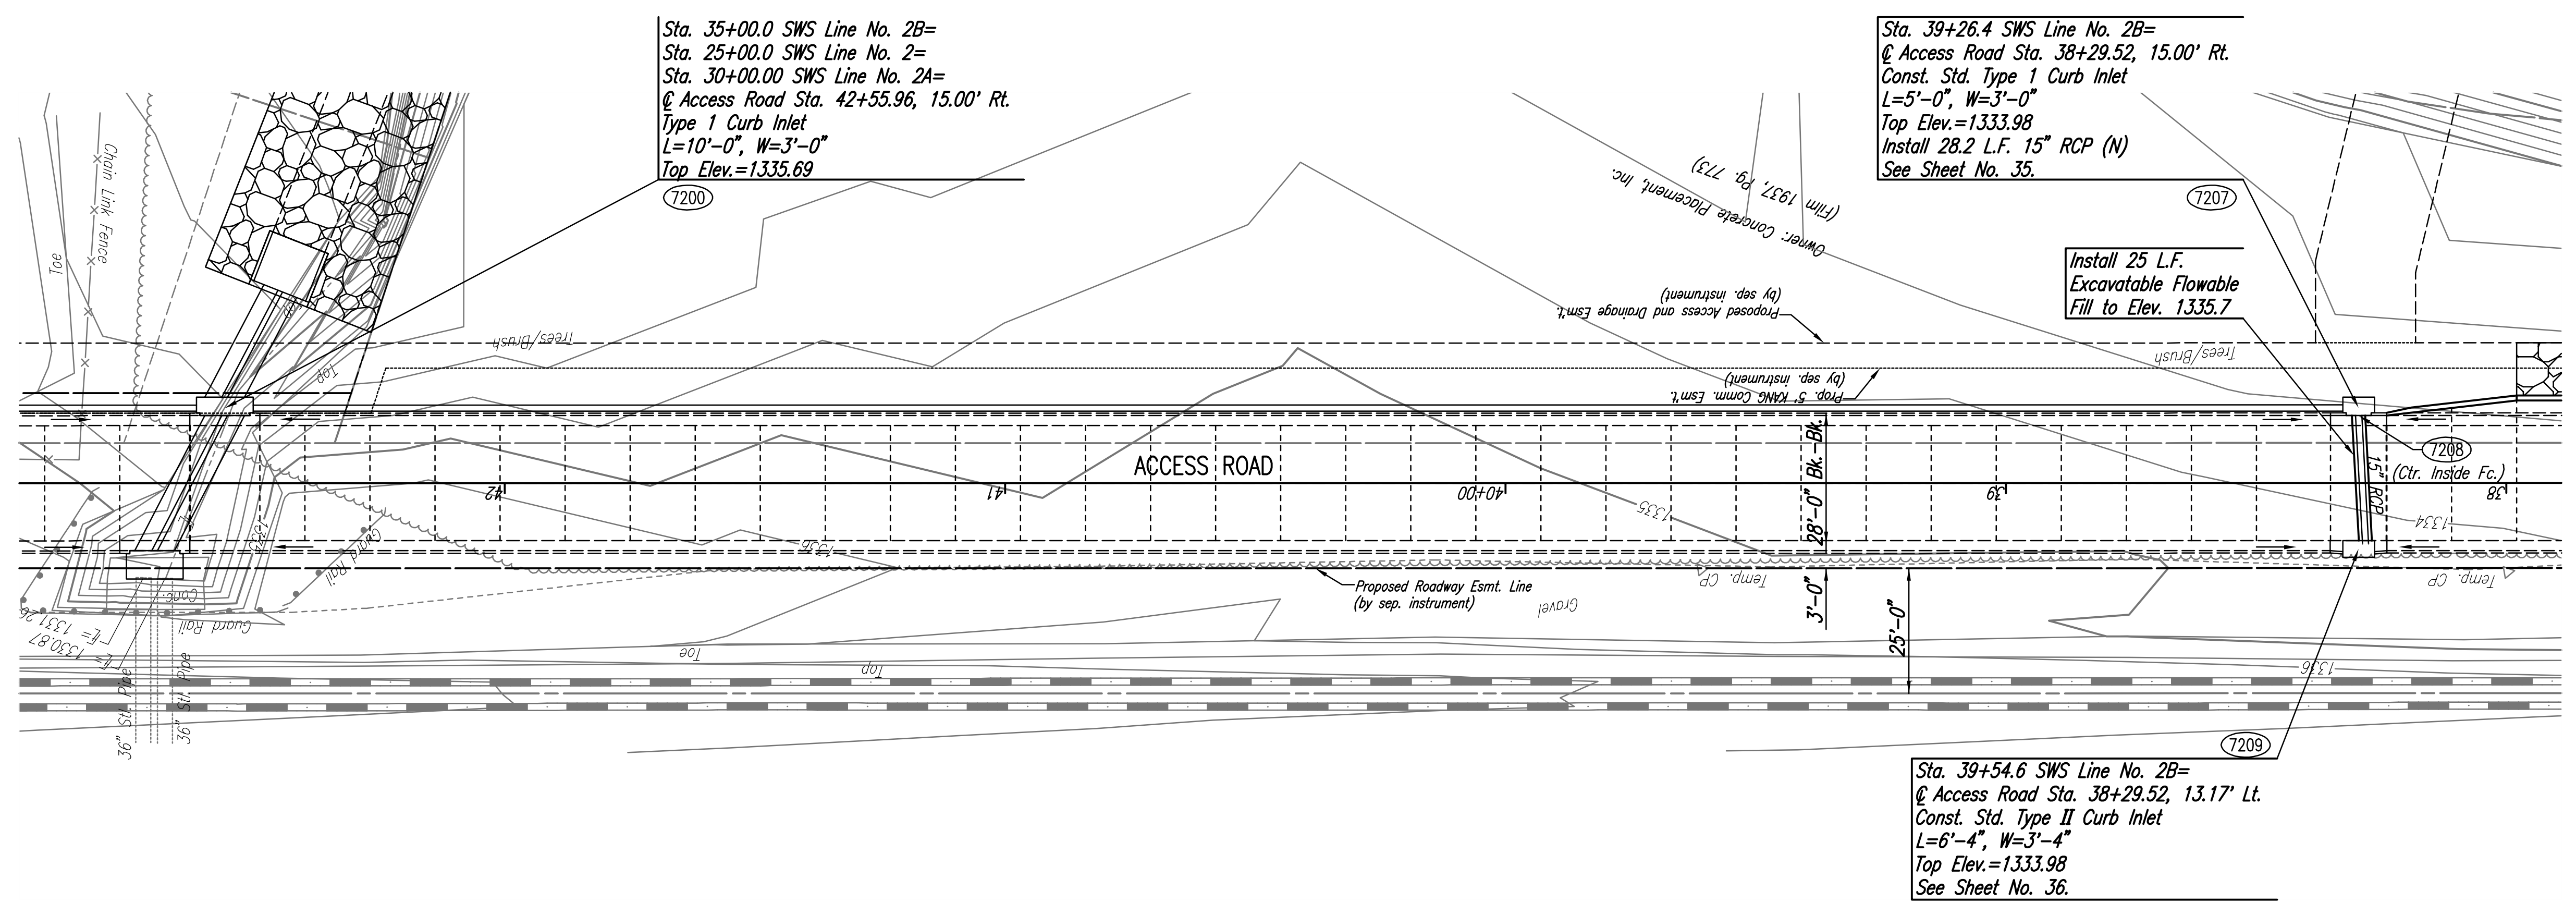 Sta. 35+00.0 SWS Line No. 2B=
Sta. 25+00.0 SWS Line No. 2=
Sta. 30+00.00 SWS Line No. 2A=
℄ Access Road Sta. 42+55.96, 15.00' Rt.
Type 1 Curb Inlet
L=10'-0", W=3'-0"
Top Elev.=1335.69
7200
Sta. 39+26.4 SWS Line No. 2B=
℄ Access Road Sta. 38+29.52, 15.00' Rt.
Const. Std. Type 1 Curb Inlet
L=5'-0", W=3'-0"
Top Elev.=1333.98
Install 28.2 L.F. 15" RCP (N)
See Sheet No. 35.
7207
Install 25 L.F.
Excavatable Flowable
Fill to Elev. 1335.7
Owner: Concrete Placement, Inc.
(Film 1937, Pg. 773)
Proposed Access and Drainage Esm't.
(by sep. instrument)
Prop. 5' KANG Comm. Esm't.
(by sep. instrument)
Chain Link Fence
Toe
Top
Trees/Brush
Trees/Brush
ACCESS ROAD
42
41
40+00
39
38
28'-0" Bk.-Bk.
15" RCP
7208
(Ctr. Inside Fc.)
1335
1334
1336
1334
Guard Rail
Guard Rail
Conc.
Proposed Roadway Esmt. Line
(by sep. instrument)
Gravel
Temp. CP
Temp. CP
3'-0"
25'-0"
Toe
Top
1336
℄= 1331.26
℄= 1330.87
36" Stl. Pipe
36" Stl. Pipe
7209
Sta. 39+54.6 SWS Line No. 2B=
℄ Access Road Sta. 38+29.52, 13.17' Lt.
Const. Std. Type II Curb Inlet
L=6'-4", W=3'-4"
Top Elev.=1333.98
See Sheet No. 36.